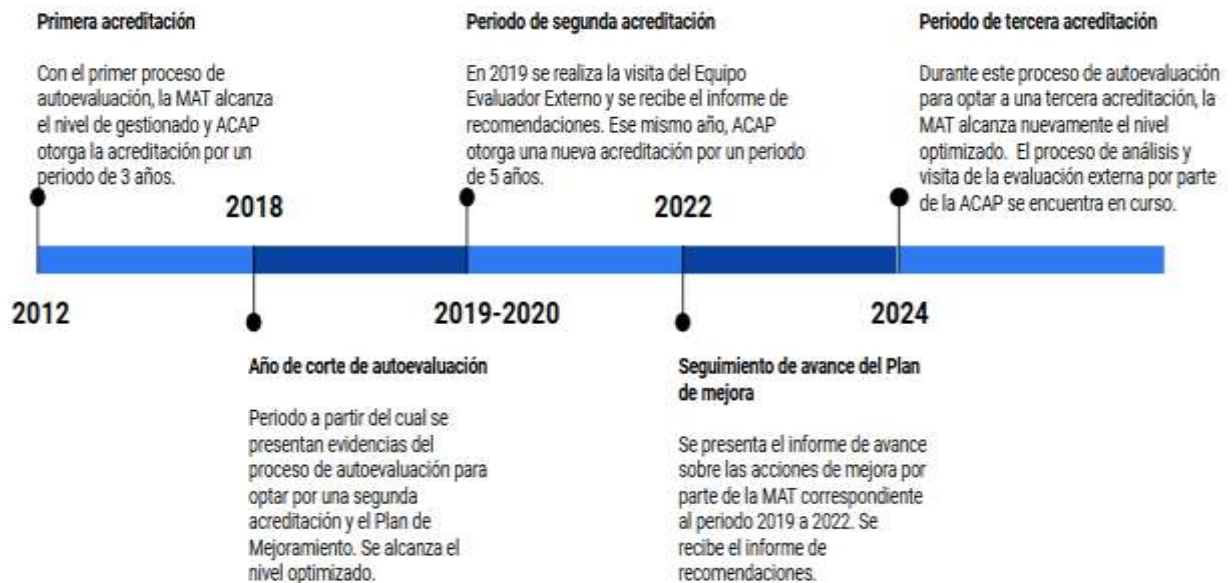 Primera acreditación
Con el primer proceso de
autoevaluación, la MAT alcanza
el nivel de gestionado y ACAP
otorga la acreditación por un
periodo de 3 años.
Periodo de segunda acreditación
En 2019 se realiza la visita del Equipo
Evaluador Externo y se recibe el informe de
recomendaciones. Ese mismo año, ACAP
otorga una nueva acreditación por un periodo
de 5 años.
Periodo de tercera acreditación
Durante este proceso de autoevaluación
para optar a una tercera acreditación, la
MAT alcanza nuevamente el nivel
optimizado. El proceso de análisis y
visita de la evaluación externa por parte
de la ACAP se encuentra en curso.
2018
2022
2012
2019-2020
2024
Año de corte de autoevaluación
Periodo a partir del cual se
presentan evidencias del
proceso de autoevaluación para
optar por una segunda
acreditación y el Plan de
Mejoramiento. Se alcanza el
nivel optimizado.
Seguimiento de avance del Plan
de mejora
Se presenta el informe de avance
sobre las acciones de mejora por
parte de la MAT correspondiente
al periodo 2019 a 2022. Se
recibe el informe de
recomendaciones.